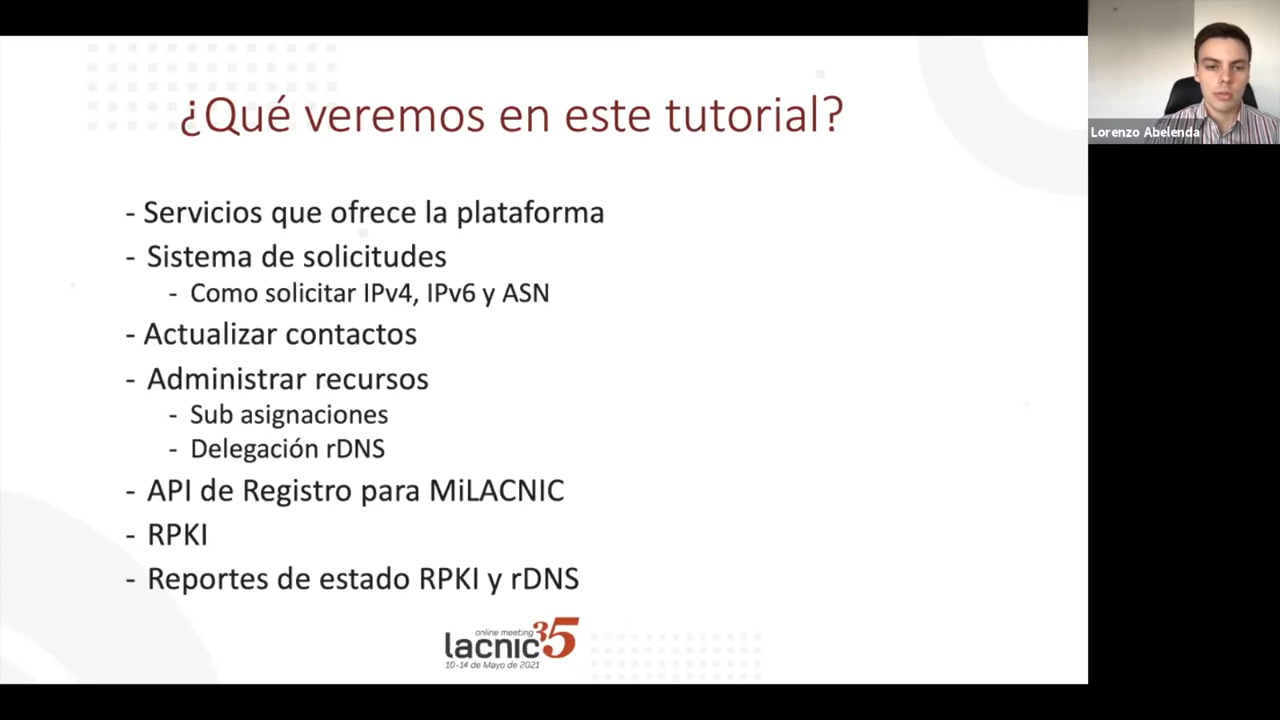 ¿Qué veremos en este tutorial?
- Servicios que ofrece la plataforma
- Sistema de solicitudes
- Como solicitar IPv4, IPv6 y ASN
- Actualizar contactos
- Administrar recursos
- Sub asignaciones
- Delegación rDNS
- API de Registro para MiLACNIC
- RPKI
- Reportes de estado RPKI y rDNS
online meeting
lacnic35
10-14 de Mayo de 2021
Lorenzo Abelenda